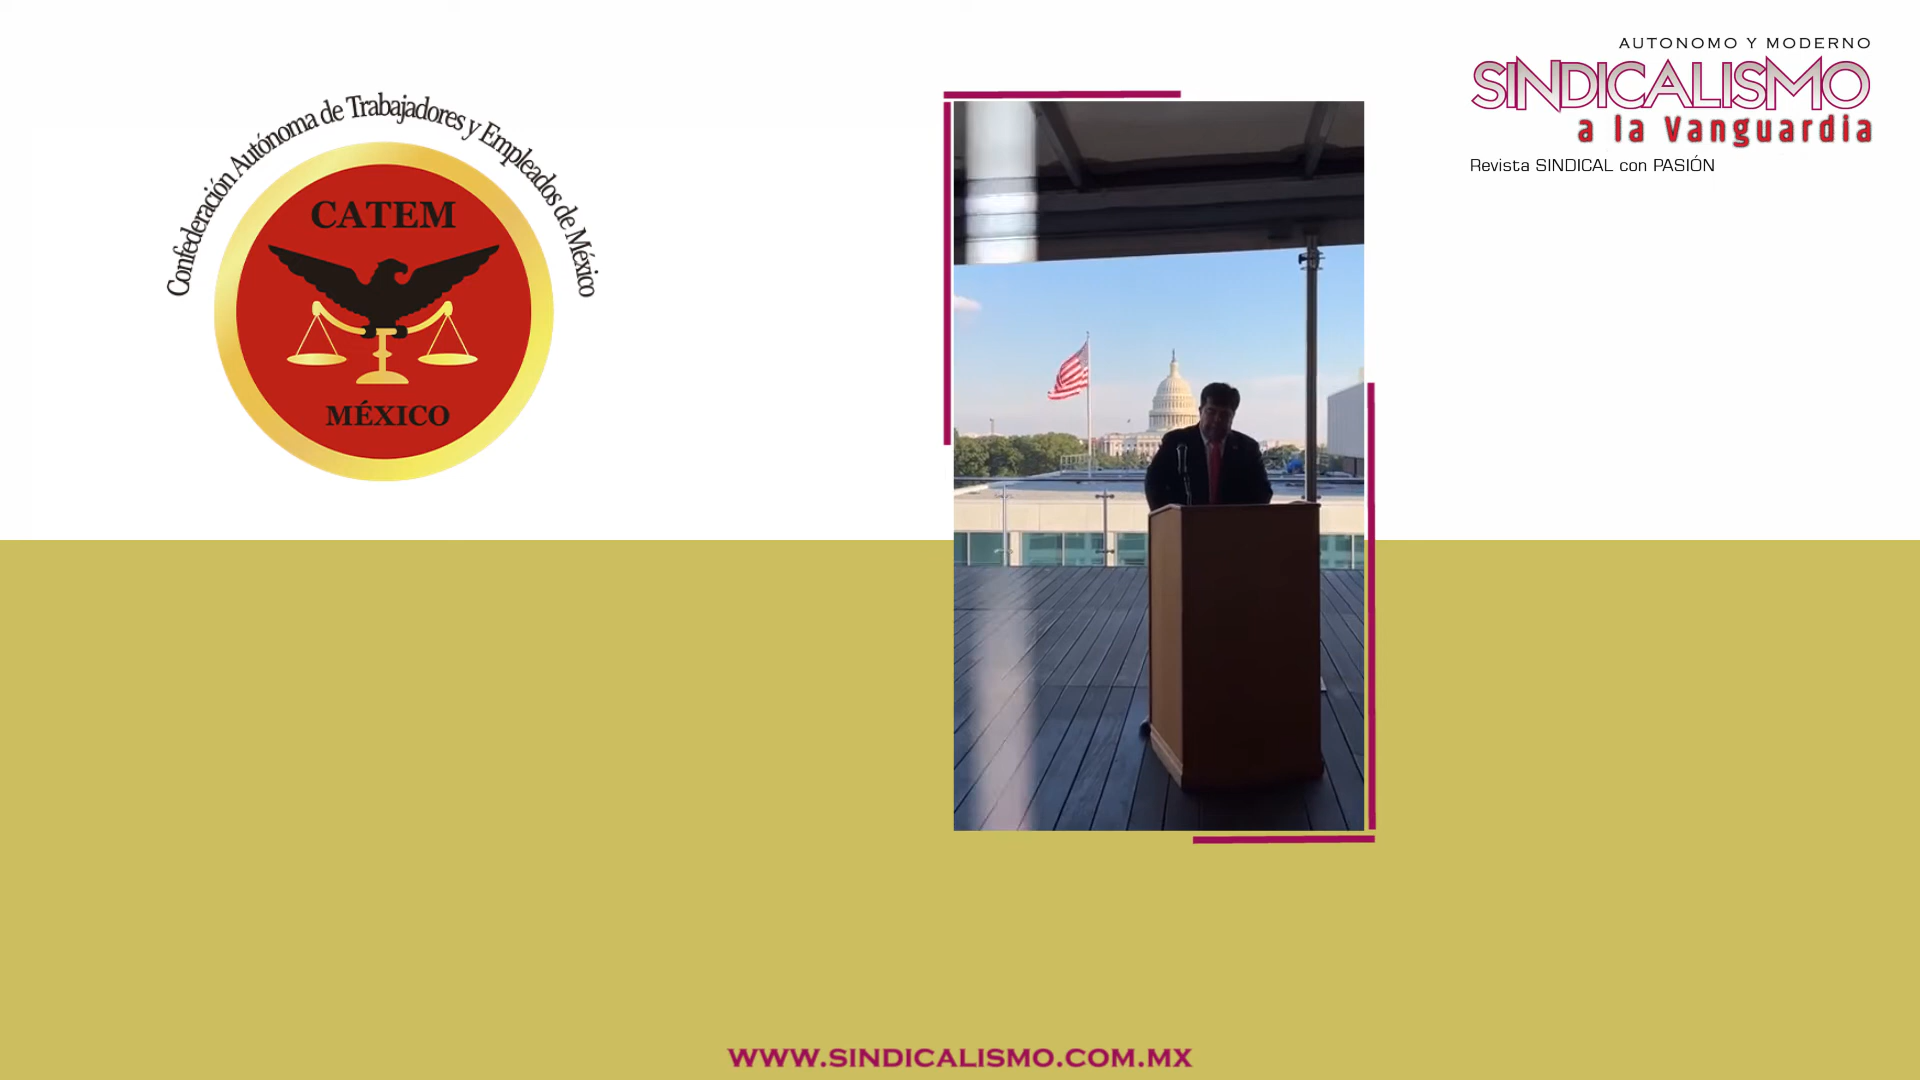 Confederación Autónoma de Trabajadores y Empleados de México
CATEM
MÉXICO
AUTONOMO Y MODERNO
SINDICALISMO
a la Vanguardia
Revista SINDICAL con PASIÓN
WWW.SINDICALISMO.COM.MX